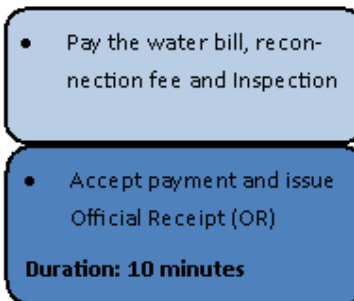 • Pay the water bill, recon-
nection fee and Inspection
• Accept payment and issue
Official Receipt (OR)
Duration: 10 minutes